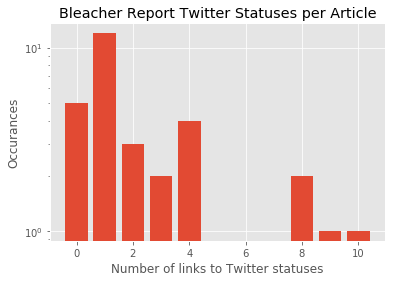 Bleacher Report Twitter Statuses per Article
10¹
10⁰
Occurances
0 2 4 6 8 10
Number of links to Twitter statuses